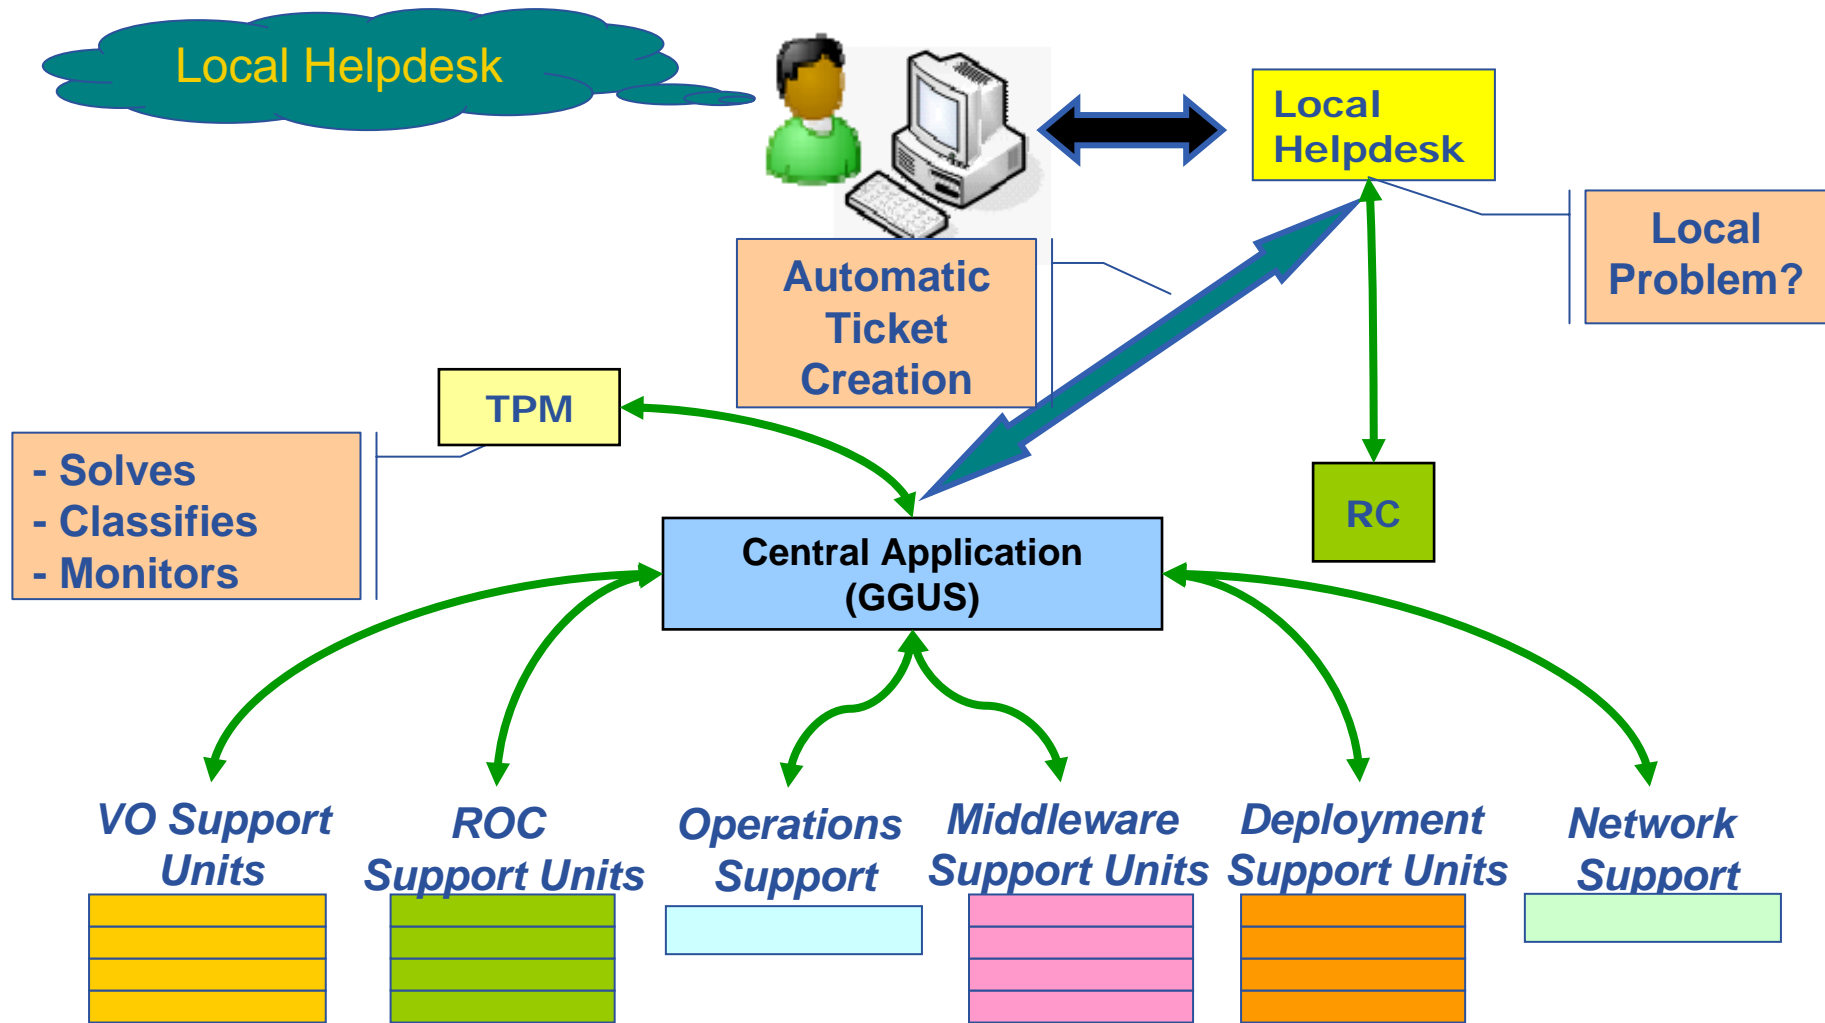 Local Helpdesk
Local
Helpdesk
Local
Problem?
Automatic
Ticket
Creation
TPM
- Solves
- Classifies
- Monitors
RC
Central Application
(GGUS)
VO Support
Units
ROC
Support Units
Operations
Support
Middleware
Support Units
Deployment
Support Units
Network
Support